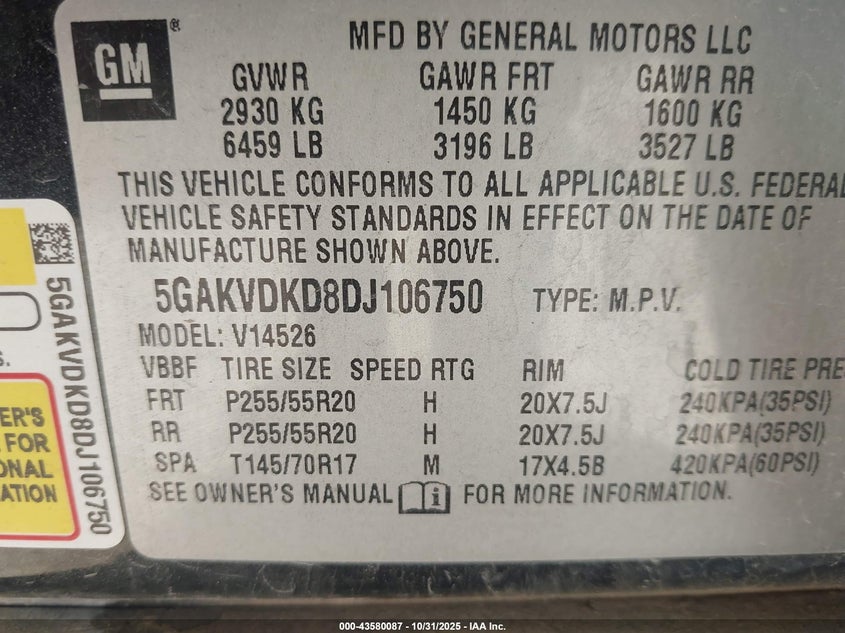 GM ®
MFD BY GENERAL MOTORS LLC
GVWR GAWR FRT GAWR RR
2930 KG 1450 KG 1600 KG
6459 LB 3196 LB 3527 LB
THIS VEHICLE CONFORMS TO ALL APPLICABLE U.S. FEDERAL
VEHICLE SAFETY STANDARDS IN EFFECT ON THE DATE OF
MANUFACTURE SHOWN ABOVE.
5GAKVDKD8DJ106750 TYPE: M.P.V.
MODEL: V14526
VBBF TIRE SIZE SPEED RTG RIM COLD TIRE PRE
FRT P255/55R20 H 20X7.5J 240KPA(35PSI)
RR P255/55R20 H 20X7.5J 240KPA(35PSI)
SPA T145/70R17 M 17X4.5B 420KPA(60PSI)
SEE OWNER'S MANUAL i FOR MORE INFORMATION.
5GAKVDKD8DJ106750
S.
ER'S
FOR
ONAL
ATION
000-43580087 - 10/31/2025 - IAA Inc.